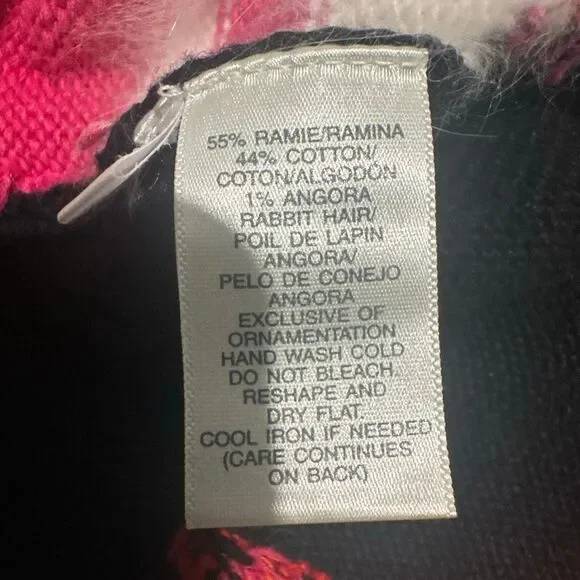 55% RAMIE/RAMINA
44% COTTON/
COTON/ALGODÓN
1% ANGORA
RABBIT HAIR/
POIL DE LAPIN
ANGORA/
PELO DE CONEJO
ANGORA
EXCLUSIVE OF
ORNAMENTATION
HAND WASH COLD
DO NOT BLEACH.
RESHAPE AND
DRY FLAT.
COOL IRON IF NEEDED
(CARE CONTINUES
ON BACK)